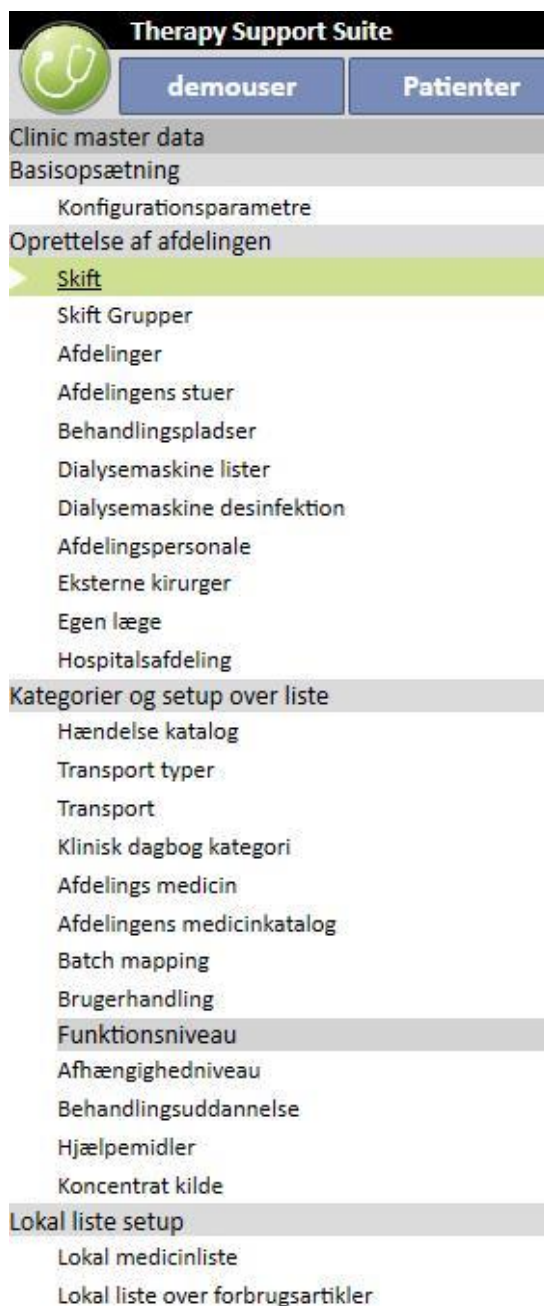 Therapy Support Suite
demouser Patienter
Clinic master data
Basisopsætning
Konfigurationsparametre
Oprettelse af afdelingen
Skift
Skift Grupper
Afdelinger
Afdelingens stuer
Behandlingspladser
Dialysemaskine lister
Dialysemaskine desinfektion
Afdelingspersonale
Eksterne kirurger
Egen læge
Hospitalsafdeling
Kategorier og setup over liste
Hændelse katalog
Transport typer
Transport
Klinisk dagbog kategori
Afdelings medicin
Afdelingens medicinkatalog
Batch mapping
Brugerhandling
Funktionsniveau
Afhængighedniveau
Behandlingsuddannelse
Hjælpemidler
Koncentrat kilde
Lokal liste setup
Lokal medicinliste
Lokal liste over forbrugsartikler